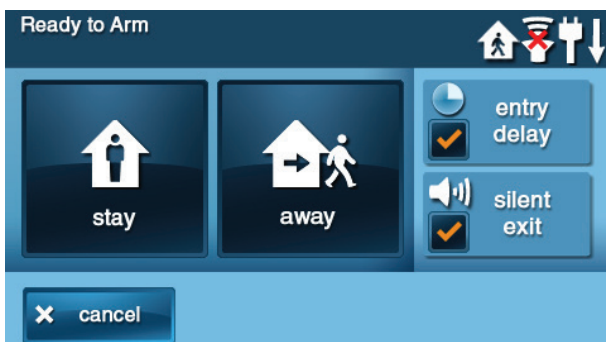 Ready to Arm
stay
away
entry
delay
silent
exit
cancel